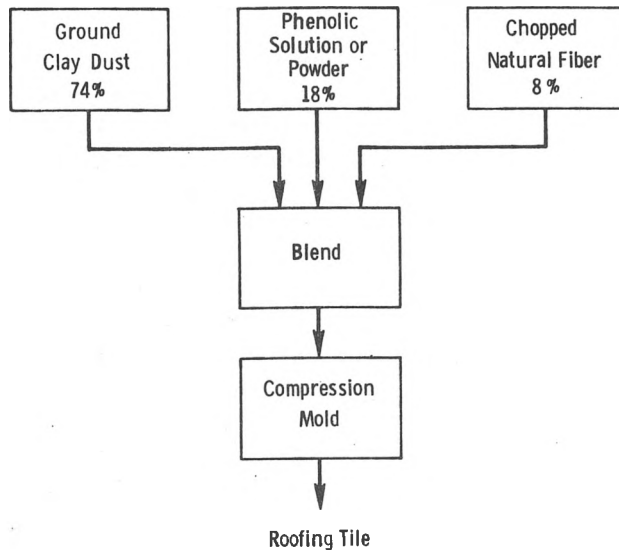 Ground
Clay Dust
74%
Phenolic
Solution or
Powder
18%
Chopped
Natural Fiber
8%
Blend
Compression
Mold
Roofing Tile